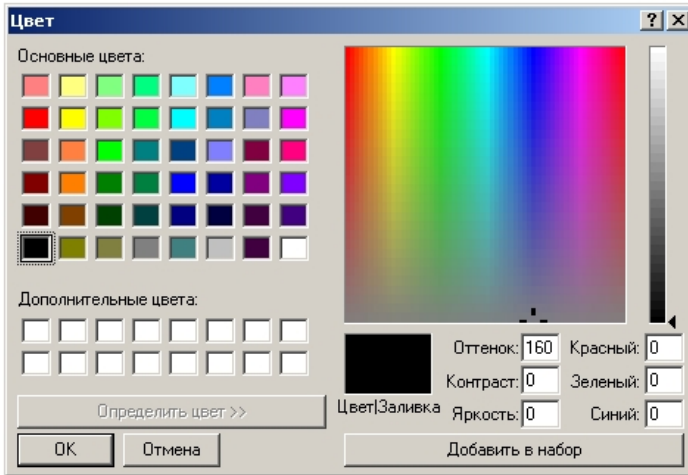 Цвет
Основные цвета:
Дополнительные цвета:
Определить цвет >>
OK
Отмена
Цвет|Заливка
Оттенок: 160
Контраст: 0
Яркость: 0
Красный: 0
Зеленый: 0
Синий: 0
Добавить в набор